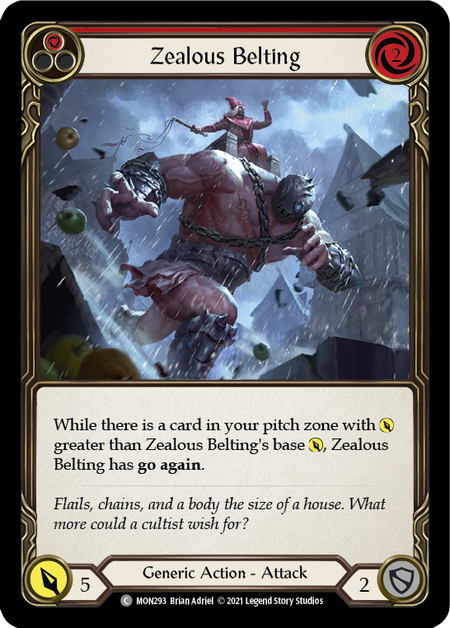 Zealous Belting
2
While there is a card in your pitch zone with
greater than Zealous Belting's base , Zealous
Belting has go again.
Flails, chains, and a body the size of a house. What
more could a cultist wish for?
5
Generic Action - Attack
2
C MON293 Brian Adriel © 2021 Legend Story Studios